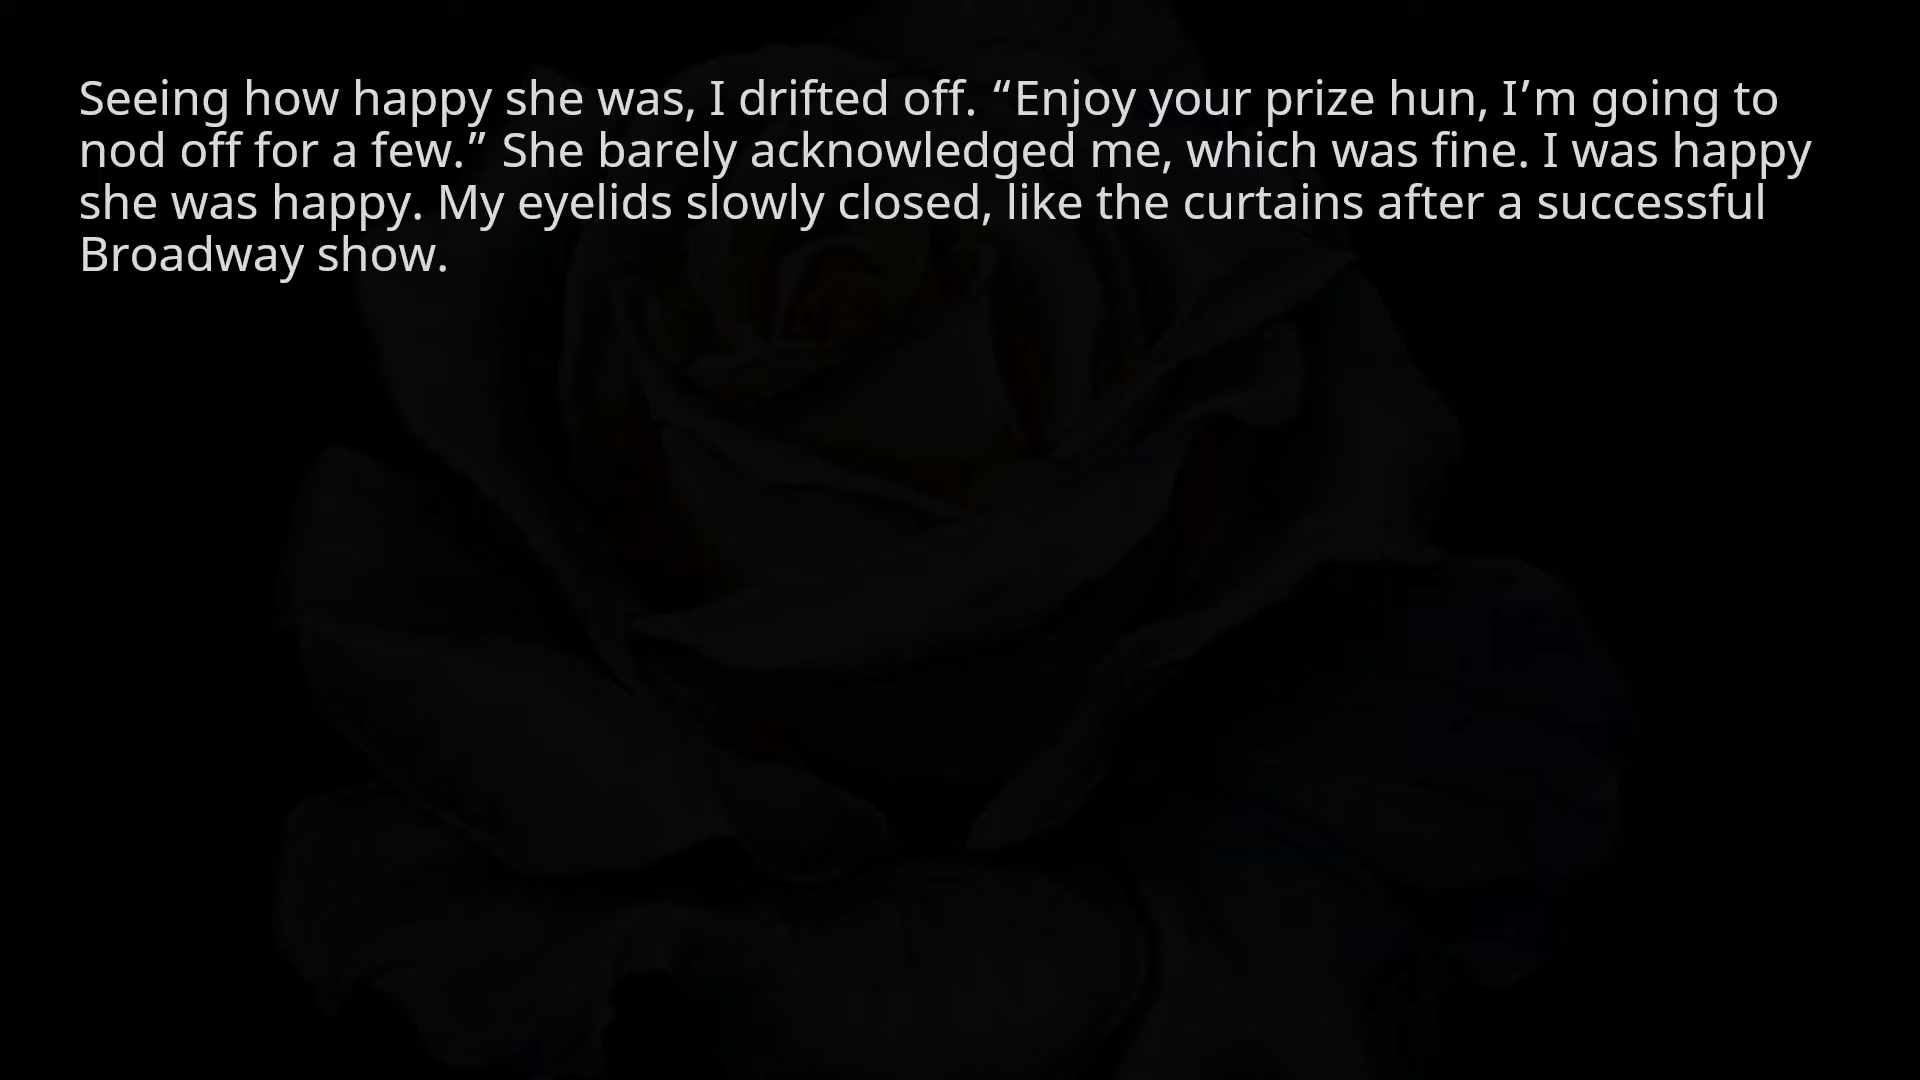 Seeing how happy she was, I drifted off. “Enjoy your prize hun, I’m going to
nod off for a few.” She barely acknowledged me, which was fine. I was happy
she was happy. My eyelids slowly closed, like the curtains after a successful
Broadway show.